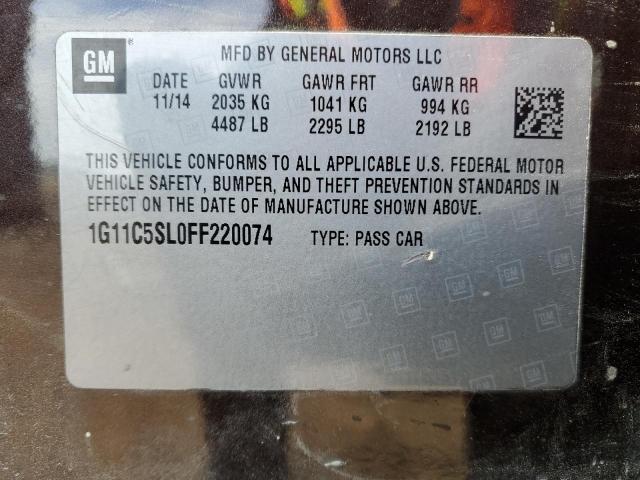 GM
MFD BY GENERAL MOTORS LLC
DATE GVWR GAWR FRT GAWR RR
11/14 2035 KG 1041 KG 994 KG
4487 LB 2295 LB 2192 LB
THIS VEHICLE CONFORMS TO ALL APPLICABLE U.S. FEDERAL MOTOR
VEHICLE SAFETY, BUMPER, AND THEFT PREVENTION STANDARDS IN
EFFECT ON THE DATE OF MANUFACTURE SHOWN ABOVE.
1G11C5SL0FF220074 TYPE: PASS CAR